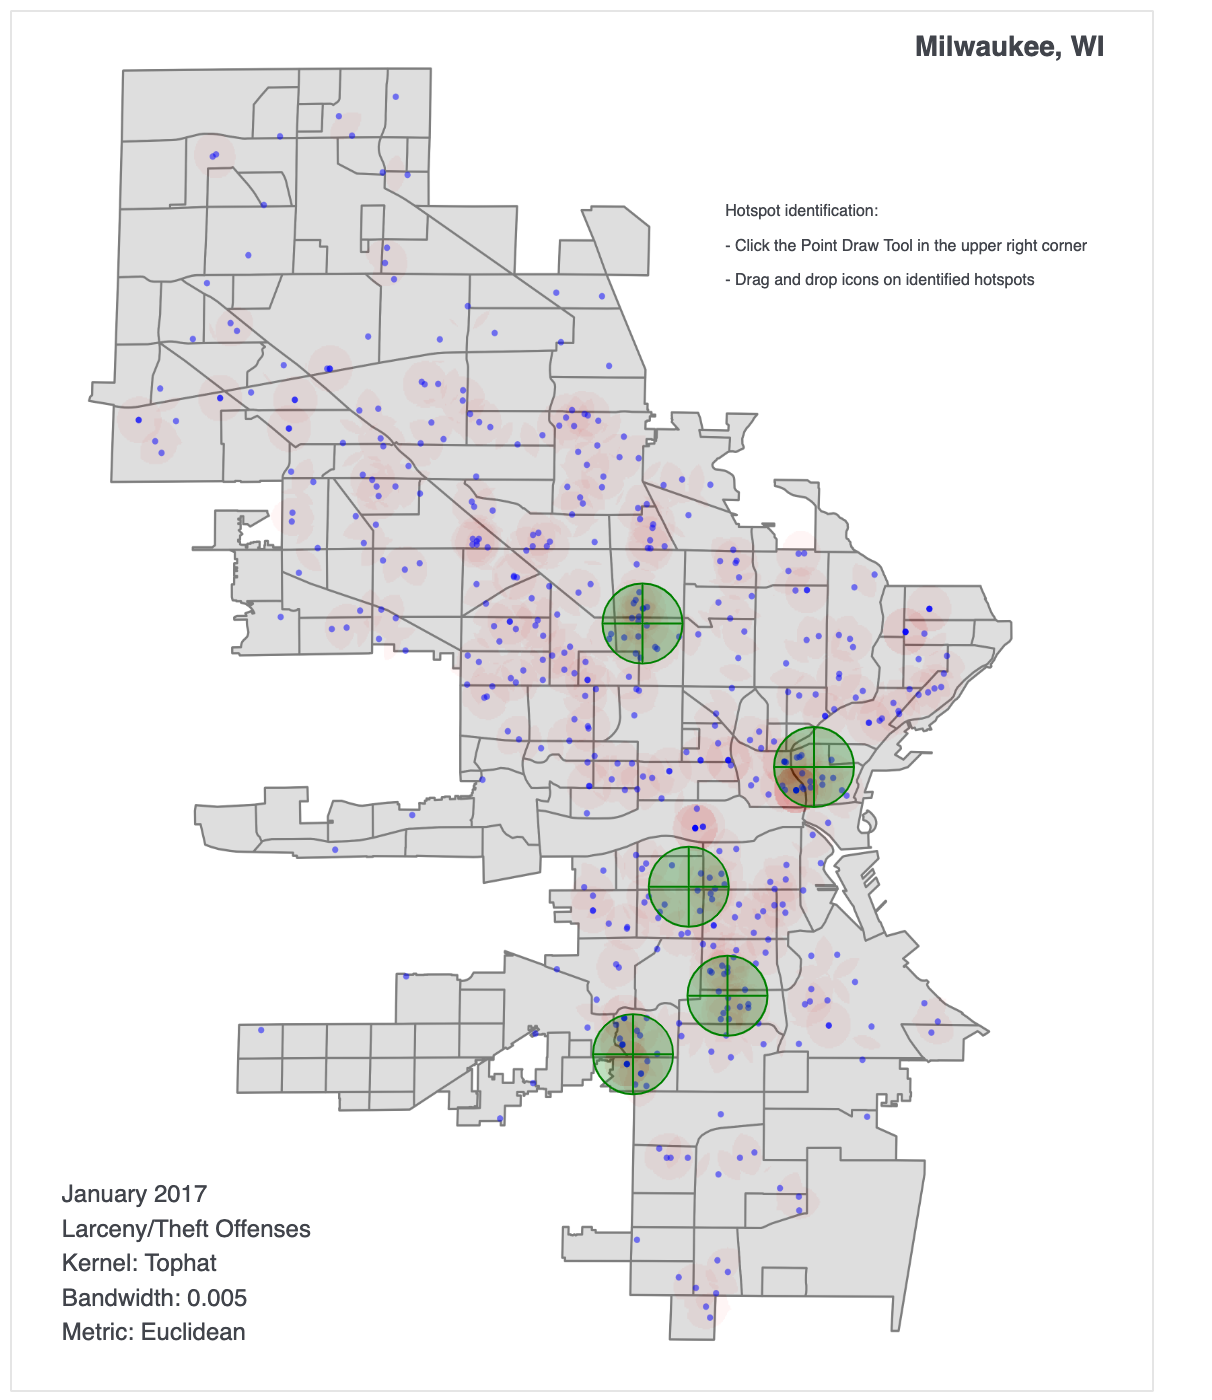 Milwaukee, WI
Hotspot identification:
- Click the Point Draw Tool in the upper right corner
- Drag and drop icons on identified hotspots
January 2017
Larceny/Theft Offenses
Kernel: Tophat
Bandwidth: 0.005
Metric: Euclidean